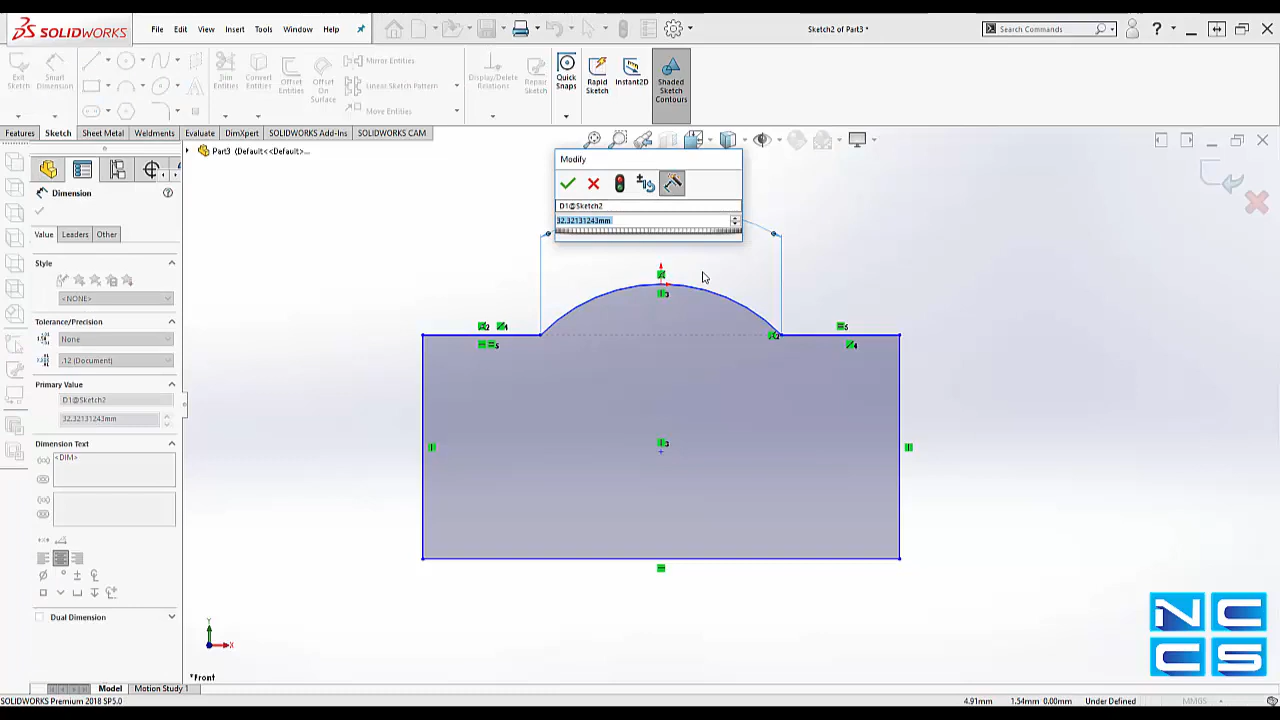 SOLIDWORKS
File Edit View Insert Tools Window Help
Sketch2 of Part3 *
Search Commands
Exit Sketch
Smart Dimension
Trim Entities
Convert Entities
Offset Entities
Offset On Surface
Mirror Entities
Linear Sketch Pattern
Move Entities
Display/Delete Relations
Repair Sketch
Quick Snaps
Rapid Sketch
Instant2D
Shaded Sketch Contours
Features Sketch Sheet Metal Weldments Evaluate DimXpert SOLIDWORKS Add-Ins SOLIDWORKS CAM
Part3 (Default<<Default>...
Modify
D1@Sketch2
32.32131243mm
Dimension
Value Leaders Other
Style
<NONE>
Tolerance/Precision
None
.12 (Document)
Primary Value
D1@Sketch2
32.32131243mm
Dimension Text
<DIM>
Dual Dimension
Y
X
*Front
Model Motion Study 1
SOLIDWORKS Premium 2018 SP5.0
4.91mm 1.54mm 0.00mm Under Defined MMGS
NCCS